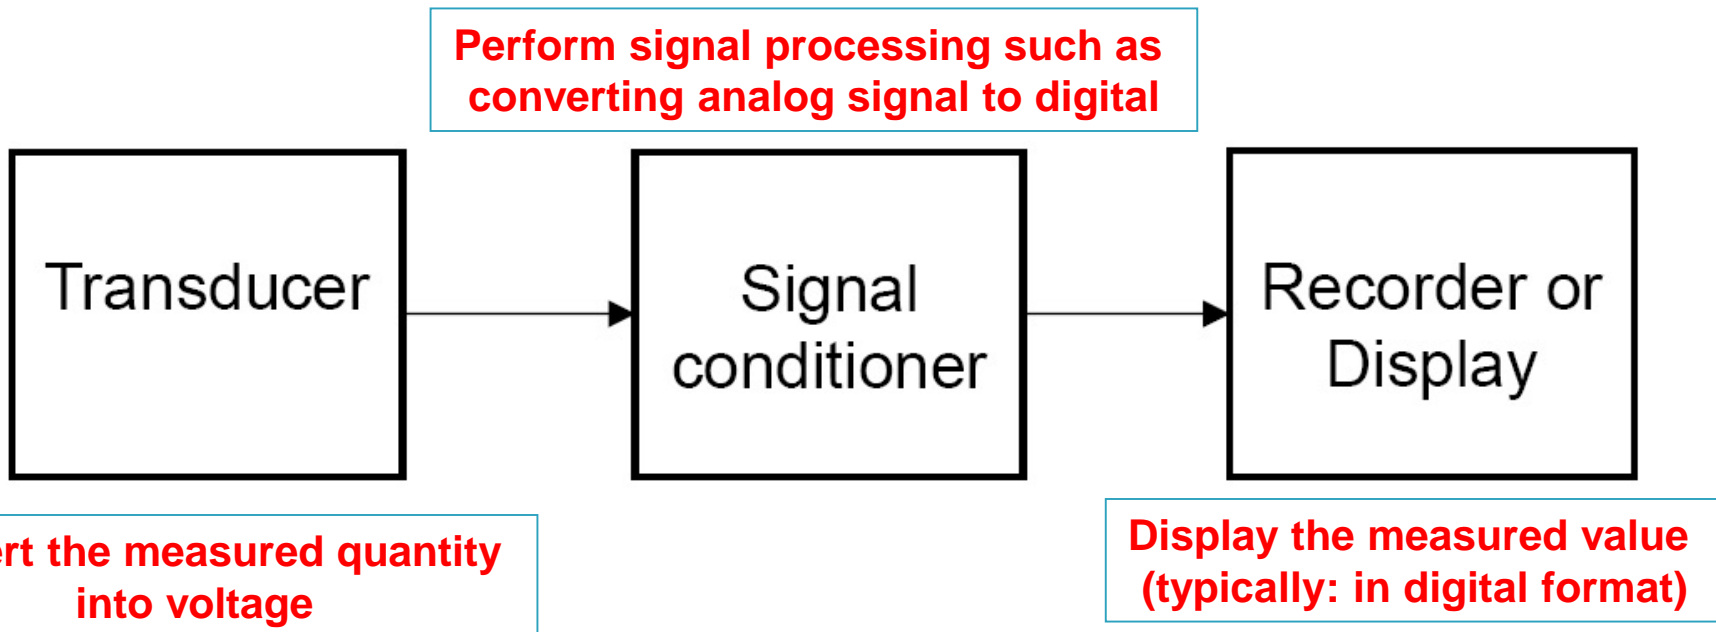 Perform signal processing such as
converting analog signal to digital
Transducer
Signal
conditioner
Recorder or
Display
ert the measured quantity
into voltage
Display the measured value
(typically: in digital format)